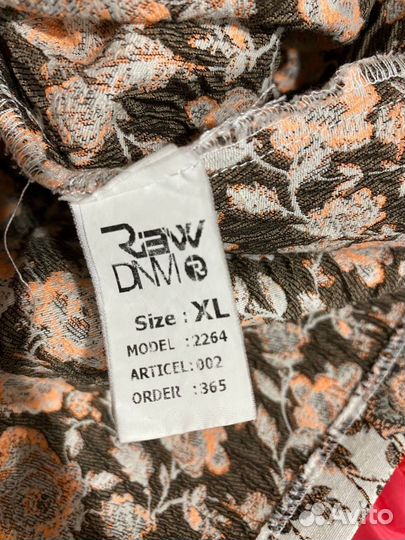 RAW
DNM R
Size : XL
MODEL :2264
ARTICEL:002
ORDER :365
Avito